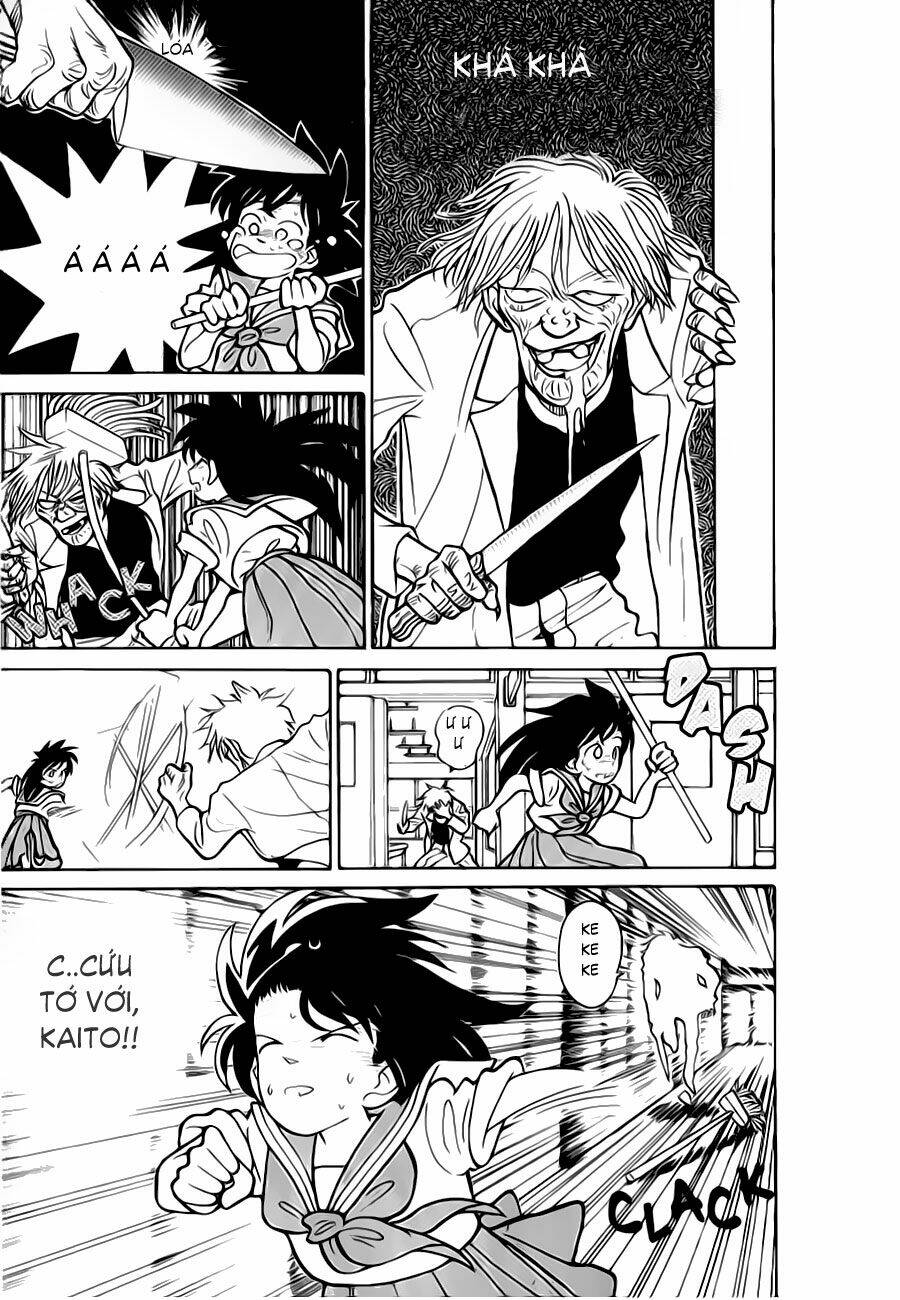 KHÀ KHÀ
LÓA
Á Á Á Á
WHACK
DASH
Ư Ư
Ư
KE
KE
KE
C..CỨU
TỚ VỚI,
KAITO!!
CLACK